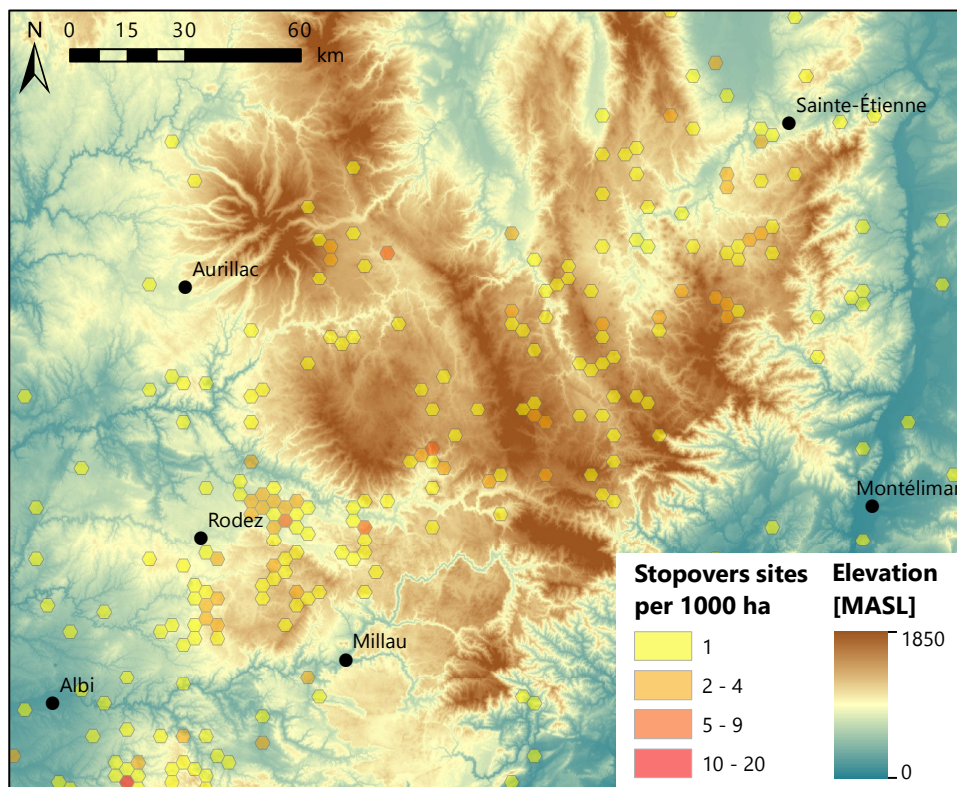 N
0 15 30 60
km
Sainte-Étienne
Aurillac
Montélimar
Rodez
Millau
Albi
Stopovers sites
per 1000 ha
1
2 - 4
5 - 9
10 - 20
Elevation
[MASL]
1850
0